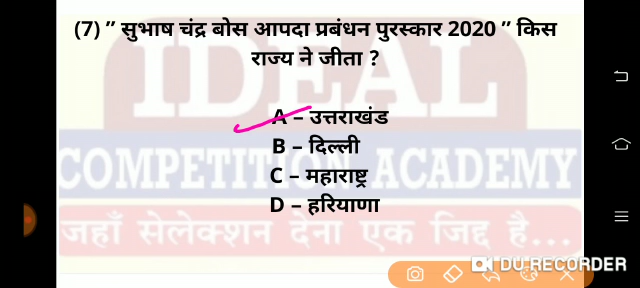 (7) ” सुभाष चंद्र बोस आपदा प्रबंधन पुरस्कार 2020 ” किस
राज्य ने जीता ?
A – उत्तराखंड
B – दिल्ली
C – महाराष्ट्र
D – हरियाणा
IDEAL
COMPETITION ACADEMY
जहाँ सेलेक्शन देना एक जिद्द है...
DU RECORDER